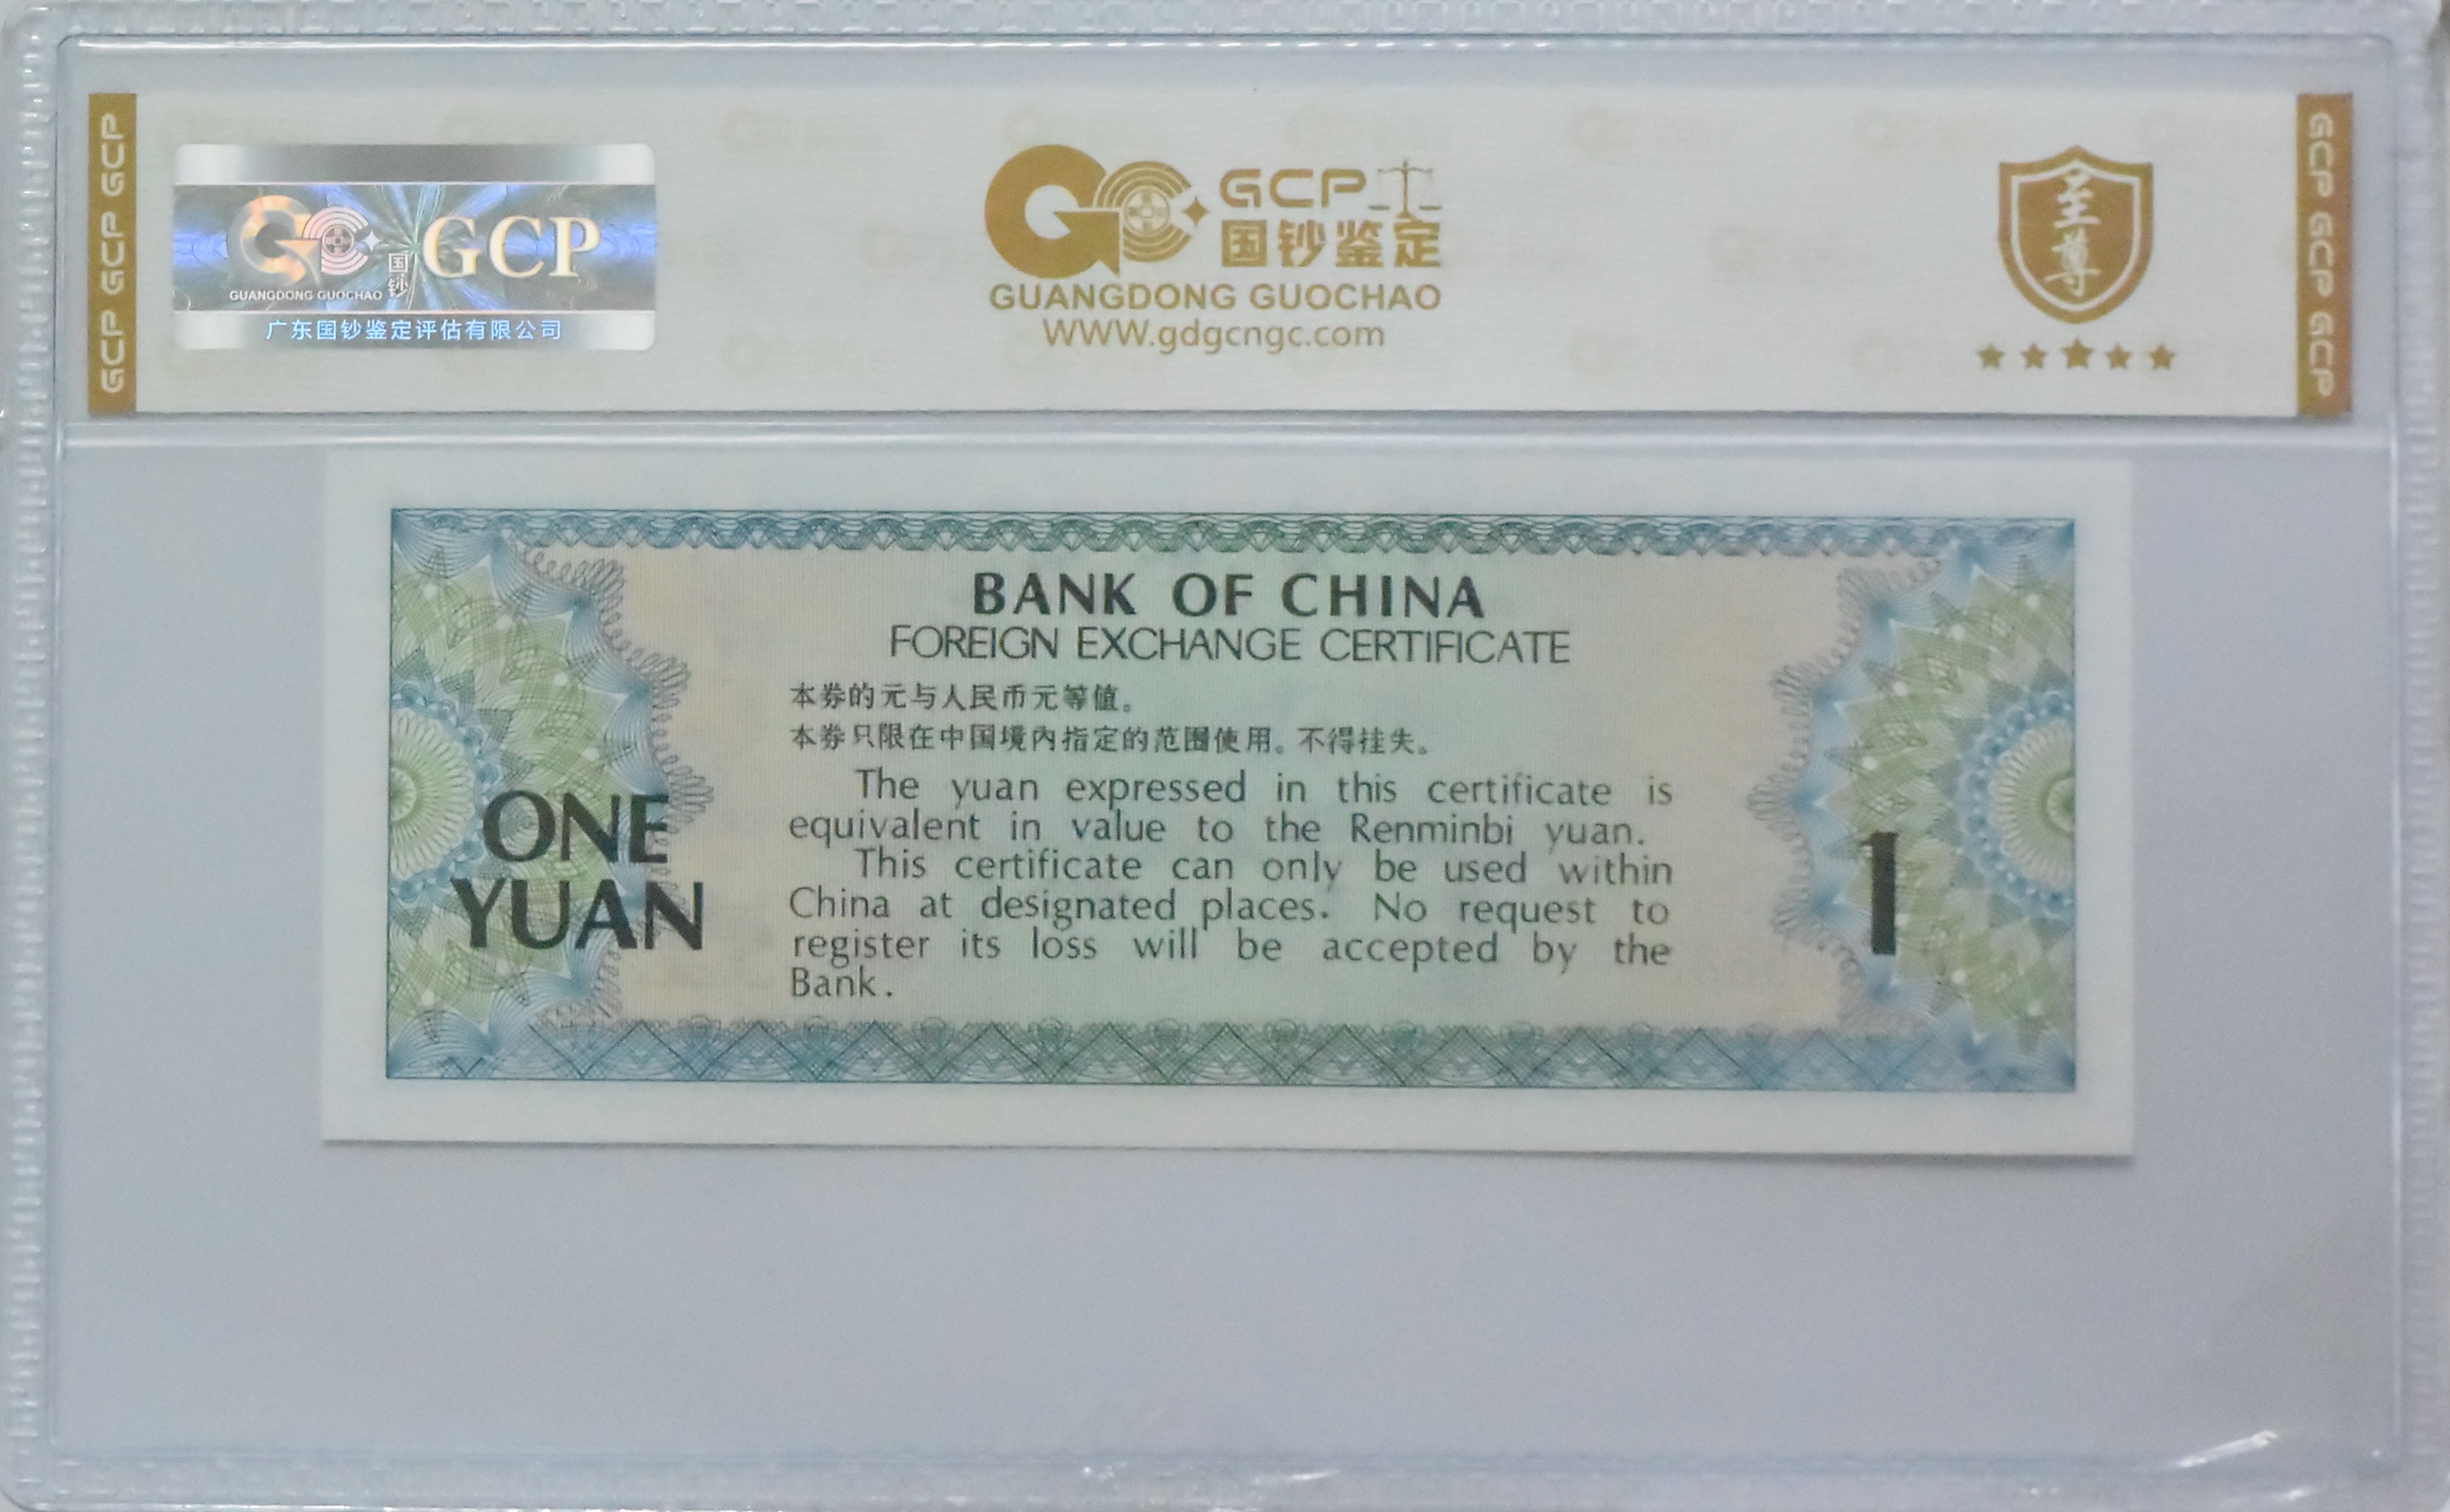 GCP GCP GCP
GCP
国钞
GUANGDONG GUOCHAO
广东国钞鉴定评估有限公司
GCP
国钞鉴定
GUANGDONG GUOCHAO
WWW.gdgcngc.com
至尊
GCP GCP GCP
BANK OF CHINA
FOREIGN EXCHANGE CERTIFICATE
本券的元与人民币元等值。
本券只限在中国境内指定的范围使用。不得挂失。
The yuan expressed in this certificate is
equivalent in value to the Renminbi yuan.
This certificate can only be used within
China at designated places. No request to
register its loss will be accepted by the
Bank.
ONE
YUAN
1